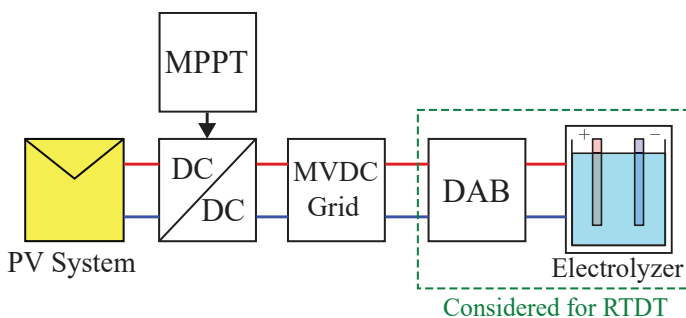 MPPT
PV System
DC
DC
MVDC
Grid
DAB
+ −
Electrolyzer
Considered for RTDT